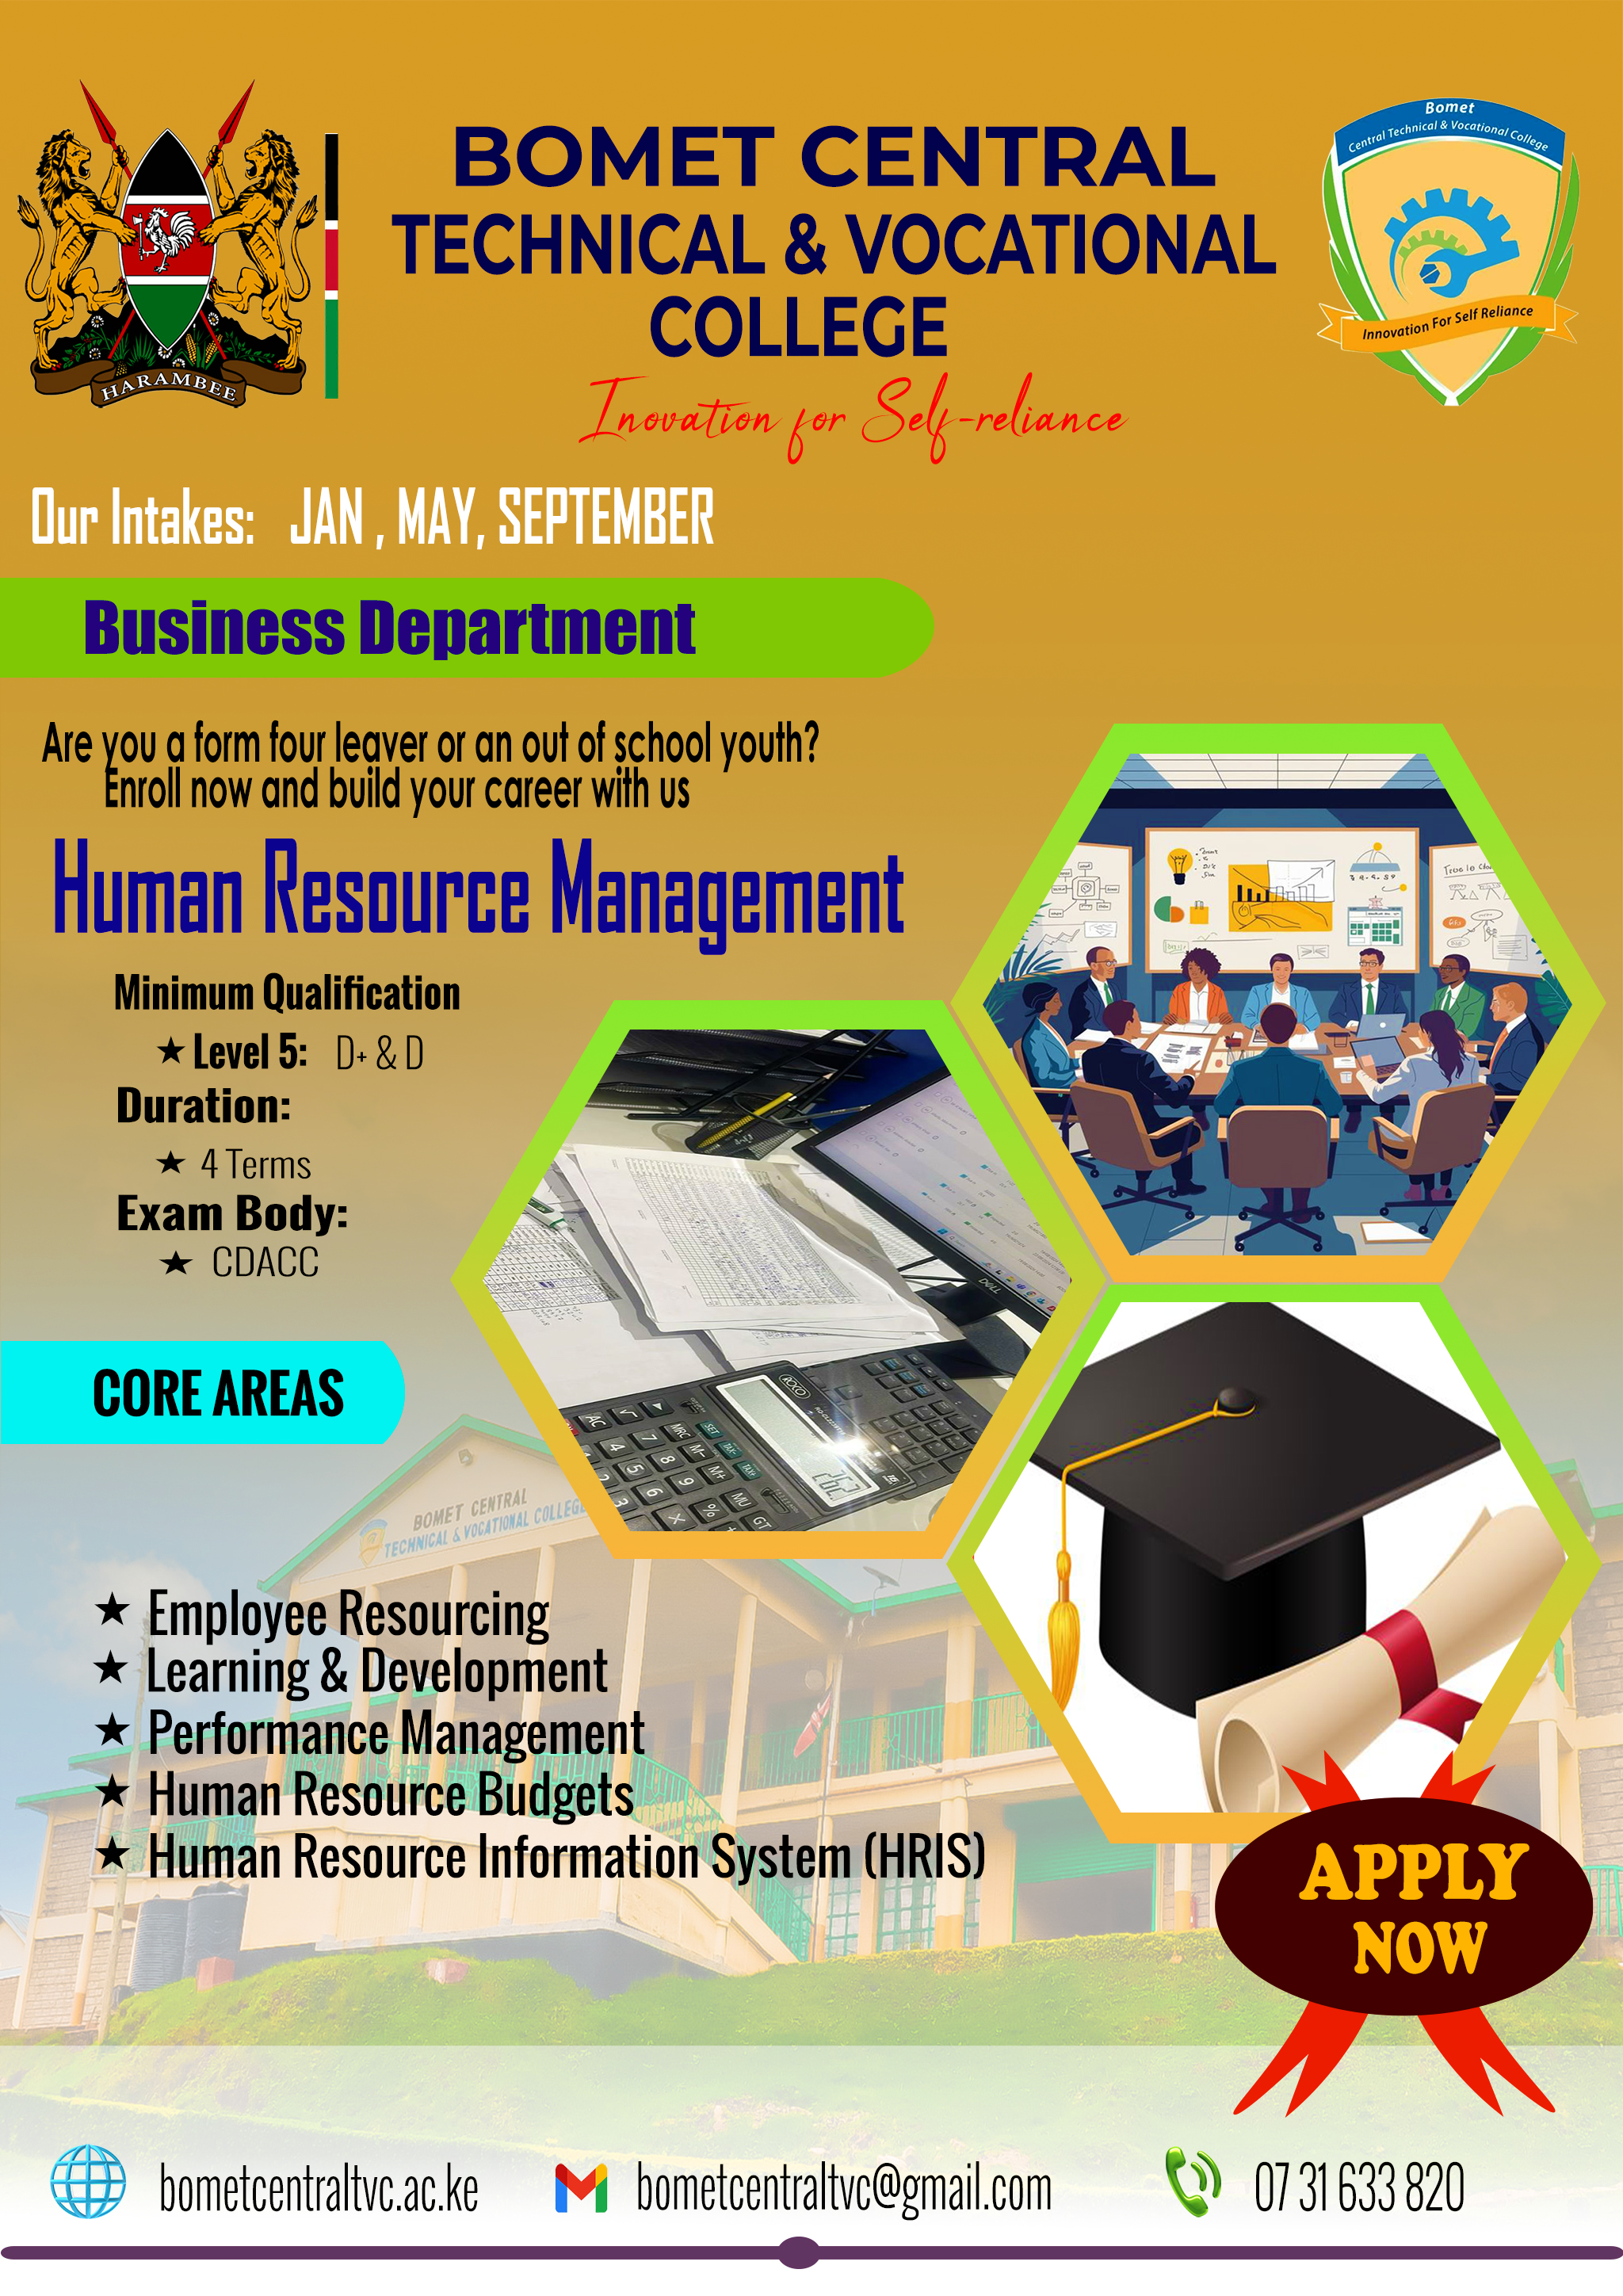 BOMET CENTRAL
TECHNICAL & VOCATIONAL
COLLEGE
Inovation for Self-reliance
HARAMBEE
Bomet
Central Technical & Vocational College
Innovation For Self Reliance
Our Intakes: JAN , MAY, SEPTEMBER
Business Department
Are you a form four leaver or an out of school youth?
Enroll now and build your career with us
Human Resource Management
Minimum Qualification
★ Level 5: D+ & D
Duration:
★ 4 Terms
Exam Body:
★ CDACC
CORE AREAS
BOMET CENTRAL
TECHNICAL & VOCATIONAL COLLEGE
★ Employee Resourcing
★ Learning & Development
★ Performance Management
★ Human Resource Budgets
★ Human Resource Information System (HRIS)
DELL
ROCO
262
APPLY
NOW
bometcentraltvc.ac.ke
bometcentraltvc@gmail.com
07 31 633 820